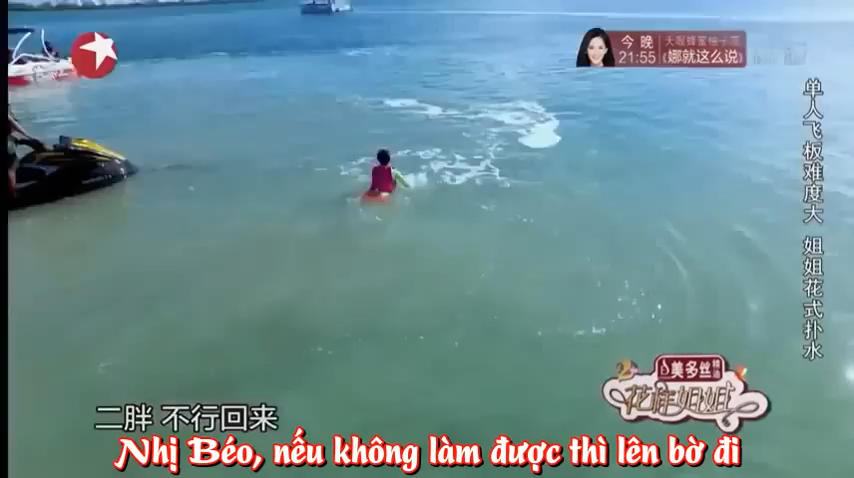 今晚
21:55
《娜就这么说》
单人飞板难度大 姐姐花式扑水
美多丝
精油
花样姐姐
二胖 不行回来
Nhị Béo, nếu không làm được thì lên bờ đi